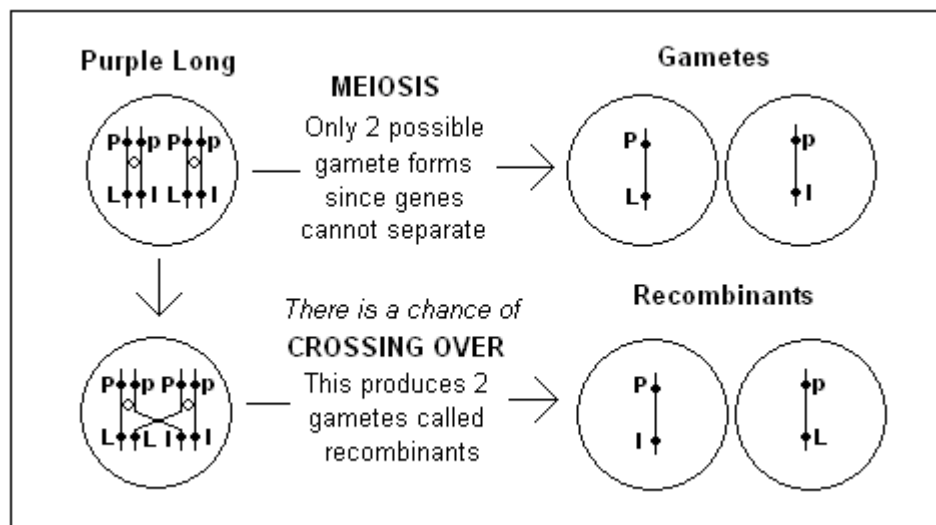 Purple Long
MEIOSIS
Only 2 possible
gamete forms
since genes
cannot separate
Gametes
P p P p
L l L l
P
L
p
l
There is a chance of
CROSSING OVER
This produces 2
gametes called
recombinants
Recombinants
P p P p
L L l l
P
l
p
L